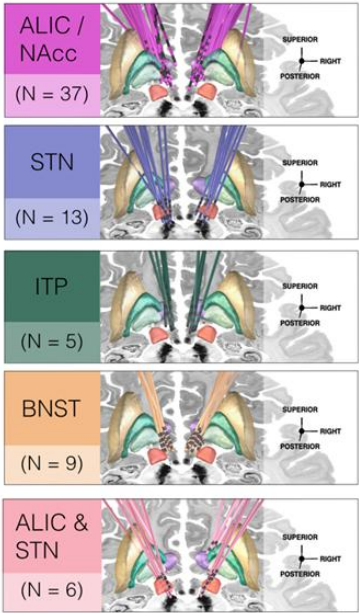 ALIC /
NAcc
(N = 37)
SUPERIOR
RIGHT
POSTERIOR
STN
(N = 13)
SUPERIOR
RIGHT
POSTERIOR
ITP
(N = 5)
SUPERIOR
RIGHT
POSTERIOR
BNST
(N = 9)
SUPERIOR
RIGHT
POSTERIOR
ALIC &
STN
(N = 6)
SUPERIOR
RIGHT
POSTERIOR